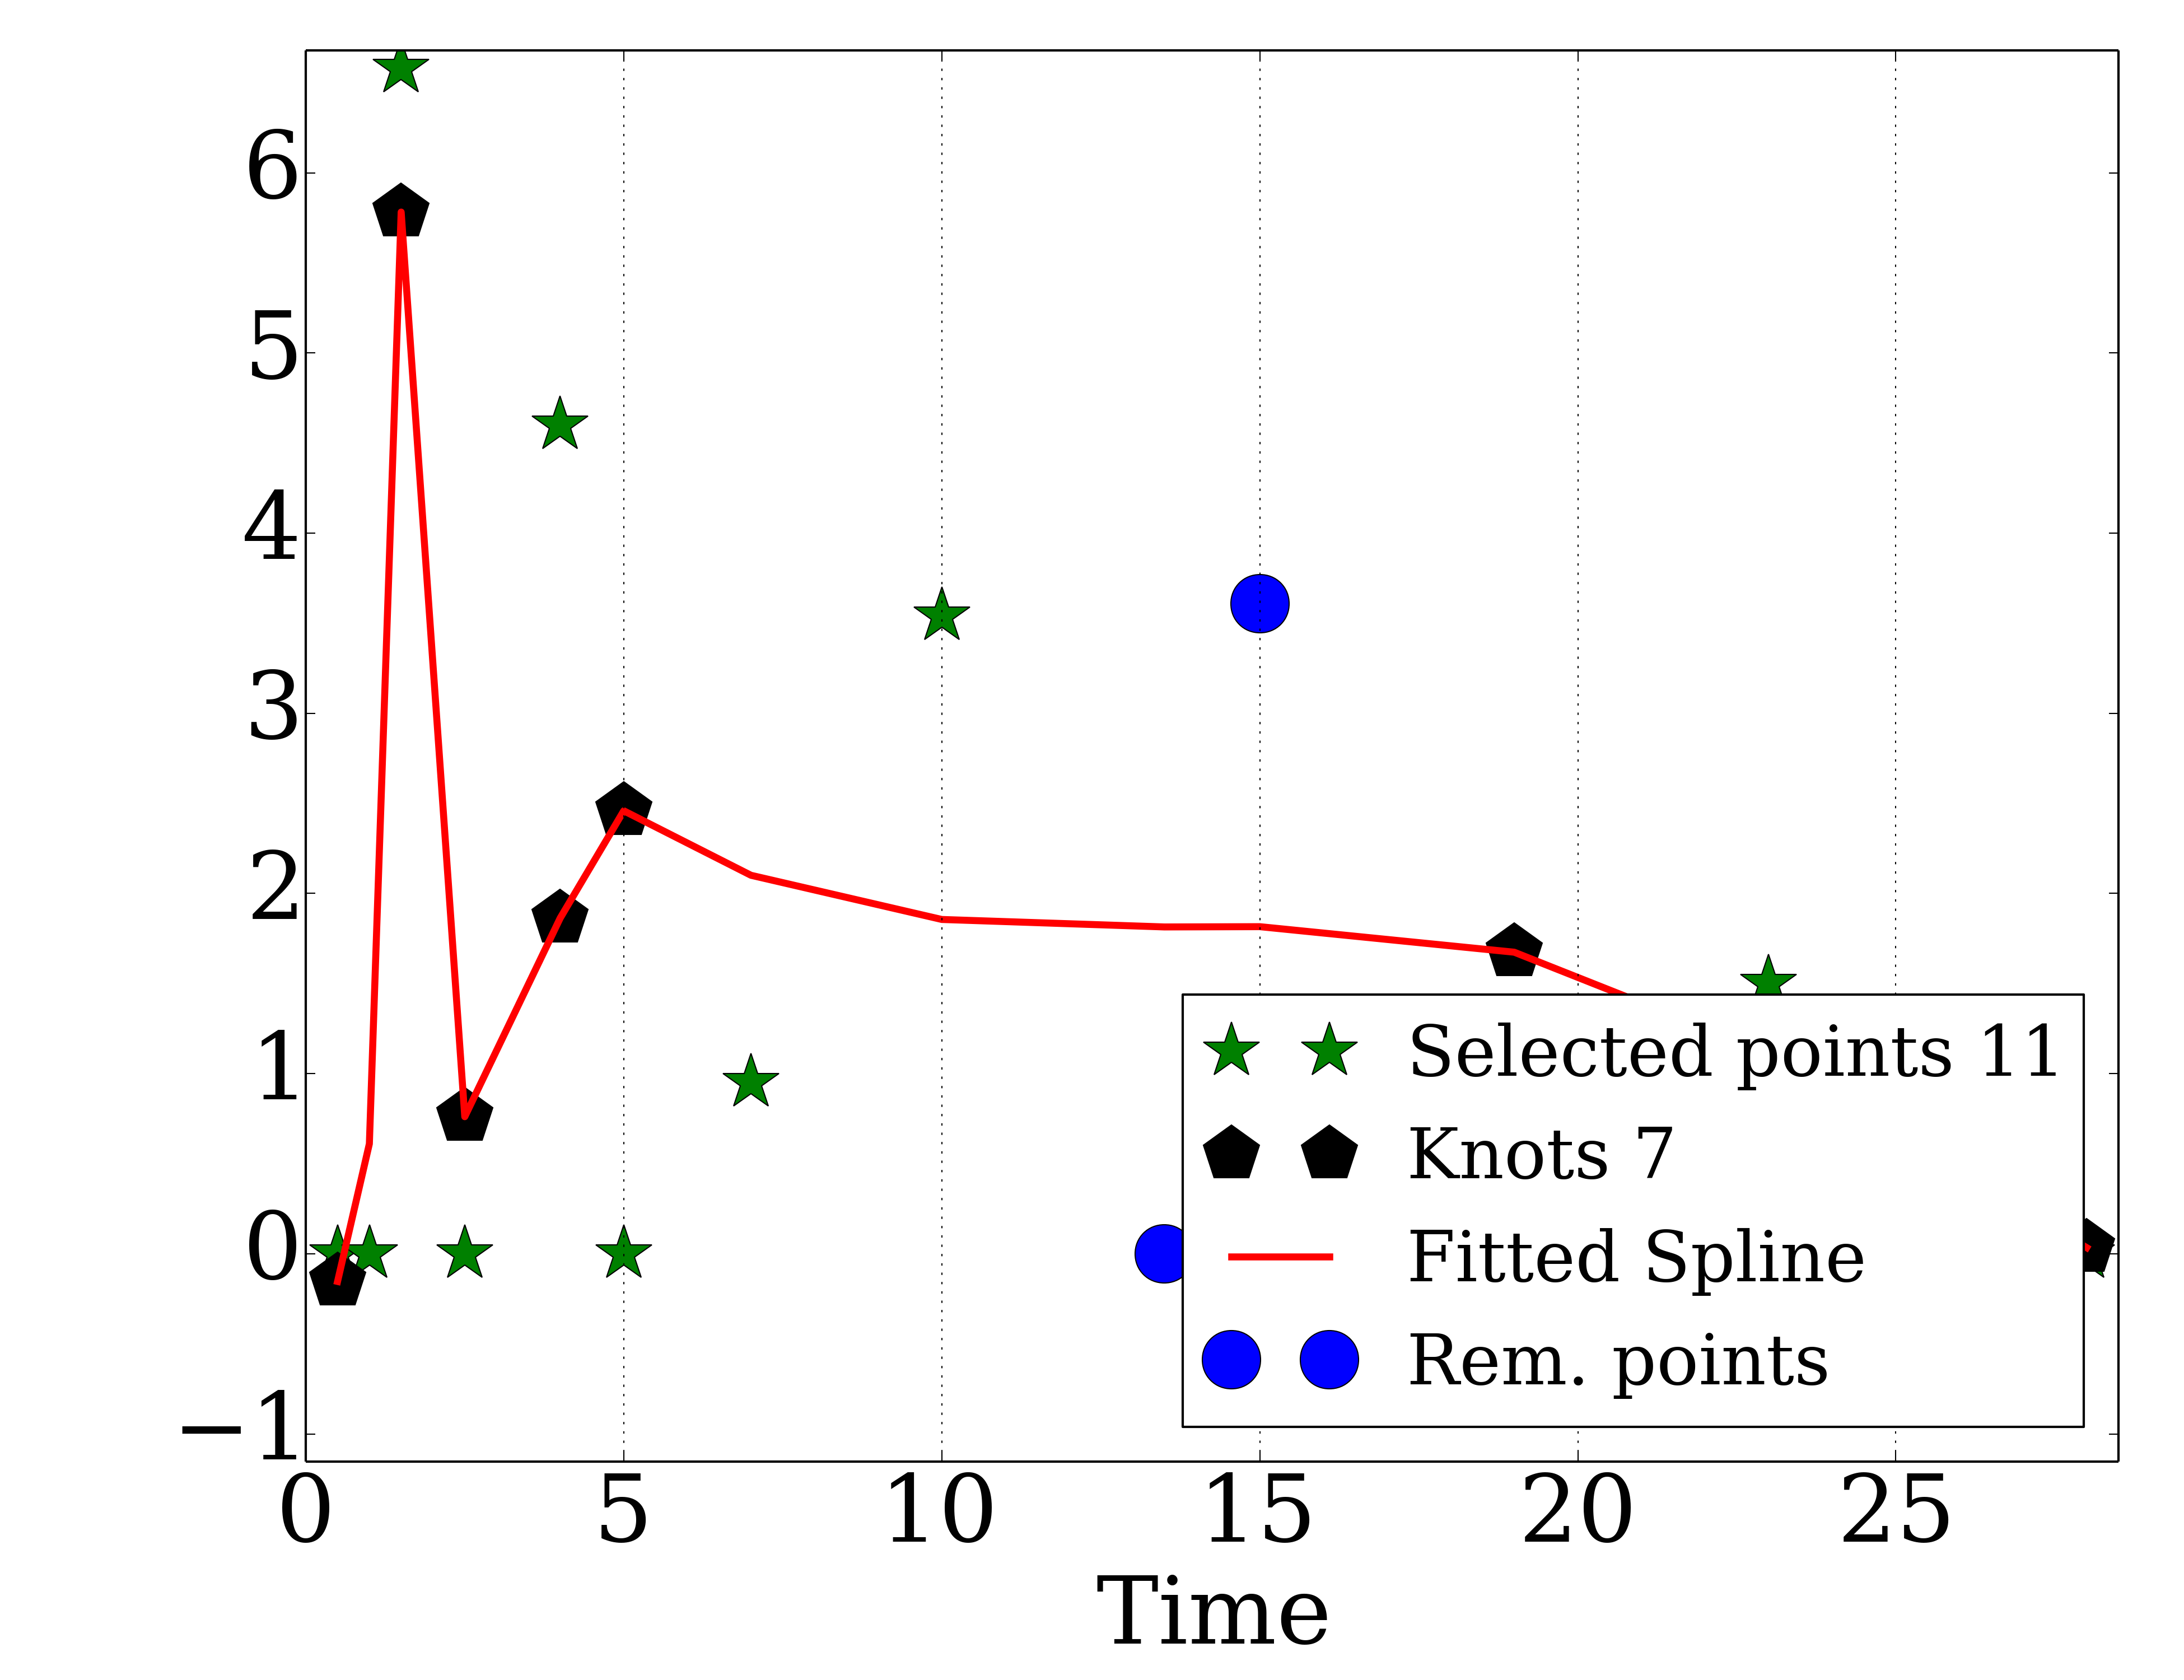 6
5
4
3
2
1
0
−1
Selected points 11
Knots 7
Fitted Spline
Rem. points
0 5 10 15 20 25
Time